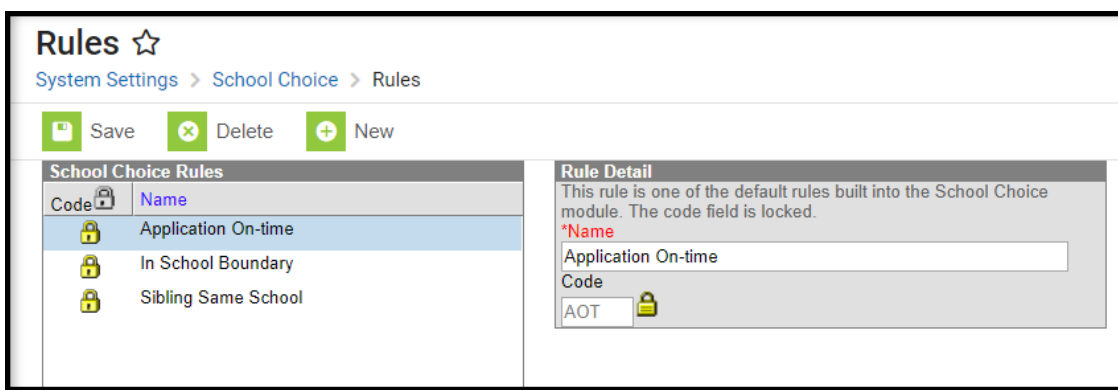 Rules
System Settings > School Choice > Rules
Save Delete New
School Choice Rules
Code Name
Application On-time
In School Boundary
Sibling Same School
Rule Detail
This rule is one of the default rules built into the School Choice
module. The code field is locked.
*Name
Application On-time
Code
AOT